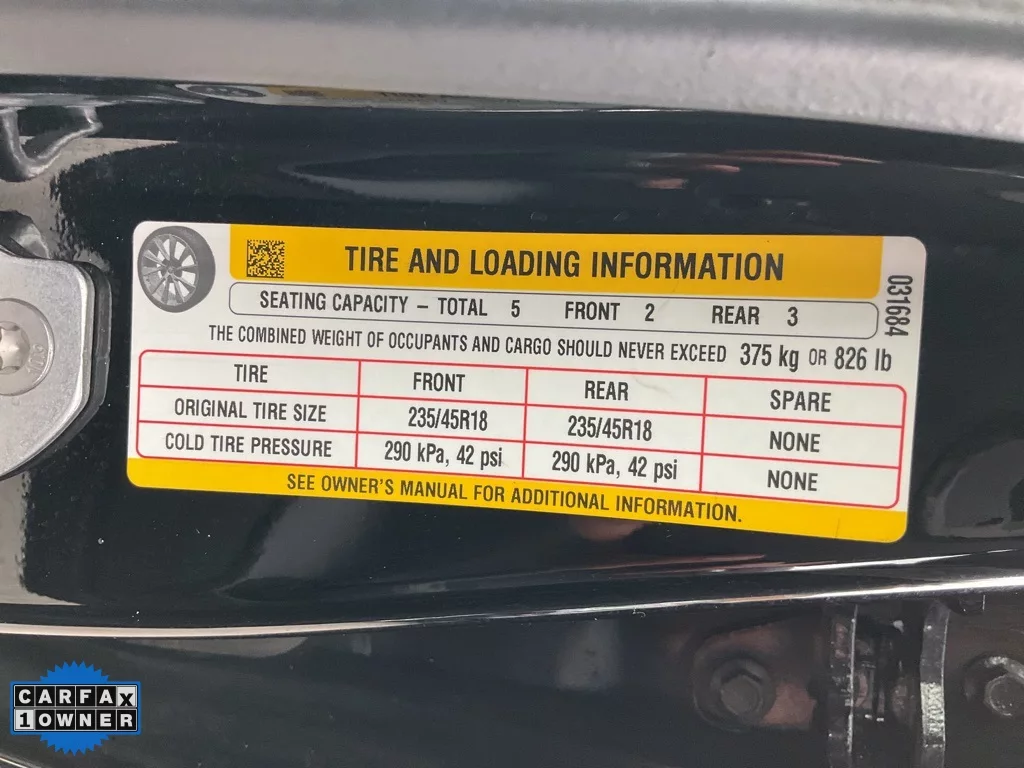 TIRE AND LOADING INFORMATION
SEATING CAPACITY – TOTAL 5 FRONT 2 REAR 3
031684
THE COMBINED WEIGHT OF OCCUPANTS AND CARGO SHOULD NEVER EXCEED 375 kg OR 826 lb
TIRE FRONT REAR SPARE
ORIGINAL TIRE SIZE 235/45R18 235/45R18 NONE
COLD TIRE PRESSURE 290 kPa, 42 psi 290 kPa, 42 psi NONE
SEE OWNER'S MANUAL FOR ADDITIONAL INFORMATION.
CARFAX
1 OWNER